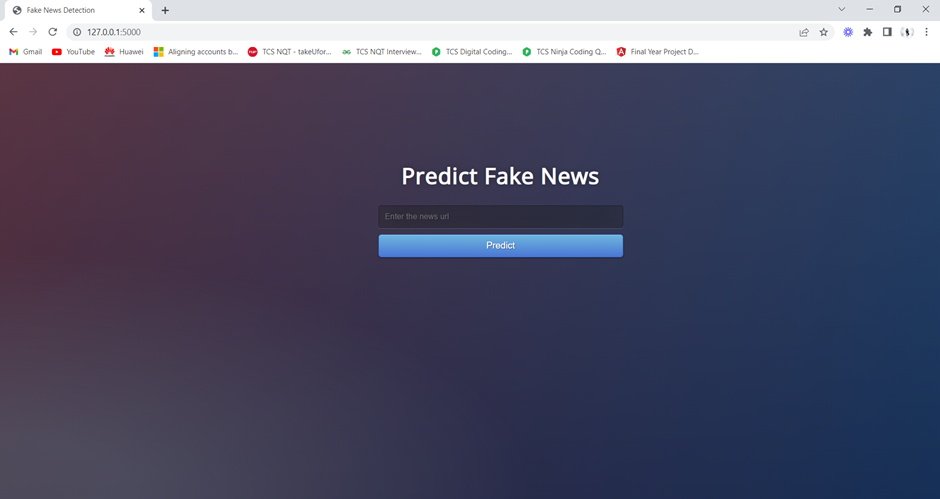 Fake News Detection
127.0.0.1:5000
Gmail YouTube Huawei Aligning accounts b... TCS NQT - takeUfor... TCS NQT Interview... TCS Digital Coding... TCS Ninja Coding Q... Final Year Project D...
Predict Fake News
Enter the news url
Predict